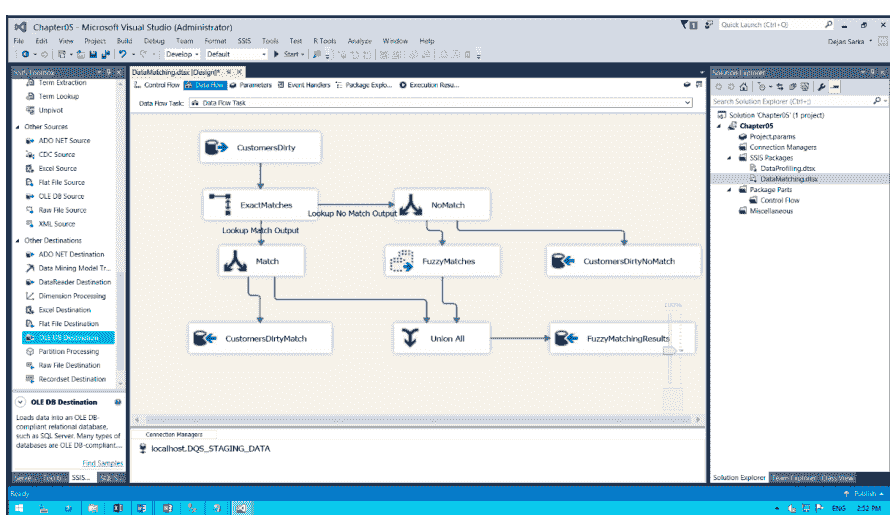 Chapter05 - Microsoft Visual Studio (Administrator)
Quick Launch (Ctrl+Q)
File Edit View Project Build Debug Team Format SSIS Tools Test R Tools Analyze Window Help
Dejan Sarka
Develop Default Start
SSIS Toolbox
Term Extraction
Term Lookup
Unpivot
Other Sources
ADO NET Source
CDC Source
Excel Source
Flat File Source
OLE DB Source
Raw File Source
XML Source
Other Destinations
ADO NET Destination
Data Mining Model Tr...
DataReader Destination
Dimension Processing
Excel Destination
Flat File Destination
OLE DB Destination
Partition Processing
Raw File Destination
Recordset Destination
OLE DB Destination
Loads data into an OLE DB-
compliant relational database,
such as SQL Server. Many types of
databases are OLE DB-compliant....
Find Samples
SSIS...
DataMatching.dtsx [Design]*
Control Flow Data Flow Parameters Event Handlers Package Explo... Execution Resu...
Data Flow Task: Data Flow Task
CustomersDirty
ExactMatches
NoMatch
Lookup No Match Output
Lookup Match Output
Match
FuzzyMatches
CustomersDirtyNoMatch
CustomersDirtyMatch
Union All
FuzzyMatchingResults
100%
Connection Managers
localhost.DQS_STAGING_DATA
Solution Explorer
Search Solution Explorer (Ctrl+;)
Solution 'Chapter05' (1 project)
Chapter05
Project.params
Connection Managers
SSIS Packages
DataProfiling.dtsx
DataMatching.dtsx
Package Parts
Control Flow
Miscellaneous
Solution Explorer Team Explorer Class View
Ready
Publish
ENG 2:52 PM